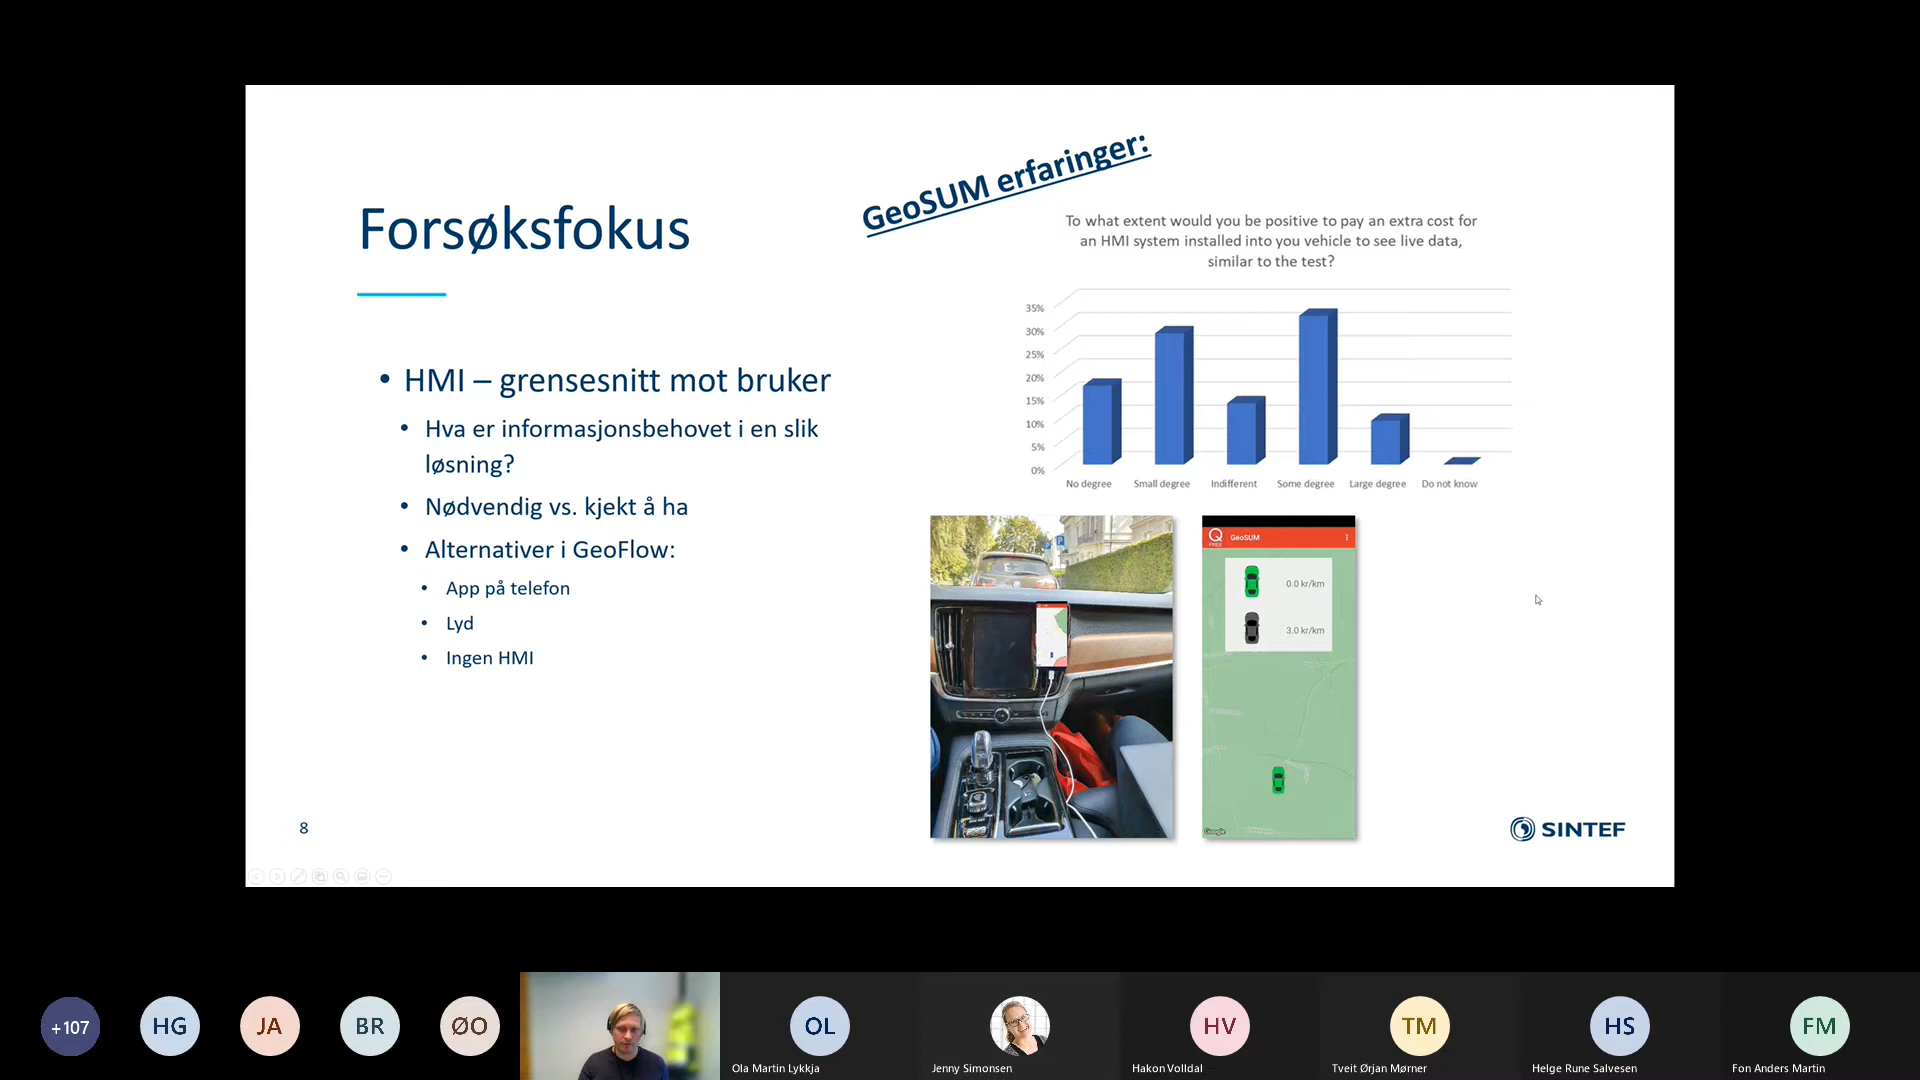 GeoSUM erfaringer:
Forsøksfokus
To what extent would you be positive to pay an extra cost for
an HMI system installed into you vehicle to see live data,
similar to the test?
35%
30%
25%
20%
15%
10%
5%
0%
No degree
Small degree
Indifferent
Some degree
Large degree
Do not know
• HMI – grensesnitt mot bruker
• Hva er informasjonsbehovet i en slik
løsning?
• Nødvendig vs. kjekt å ha
• Alternativer i GeoFlow:
• App på telefon
• Lyd
• Ingen HMI
Q
FREE
GeoSUM
0.0 kr/km
3.0 kr/km
Google
8
SINTEF
+107
HG
JA
BR
ØO
OL
HV
TM
HS
FM
Ola Martin Lykkja
Jenny Simonsen
Hakon Volldal
Tveit Ørjan Mørner
Helge Rune Salvesen
Fon Anders Martin